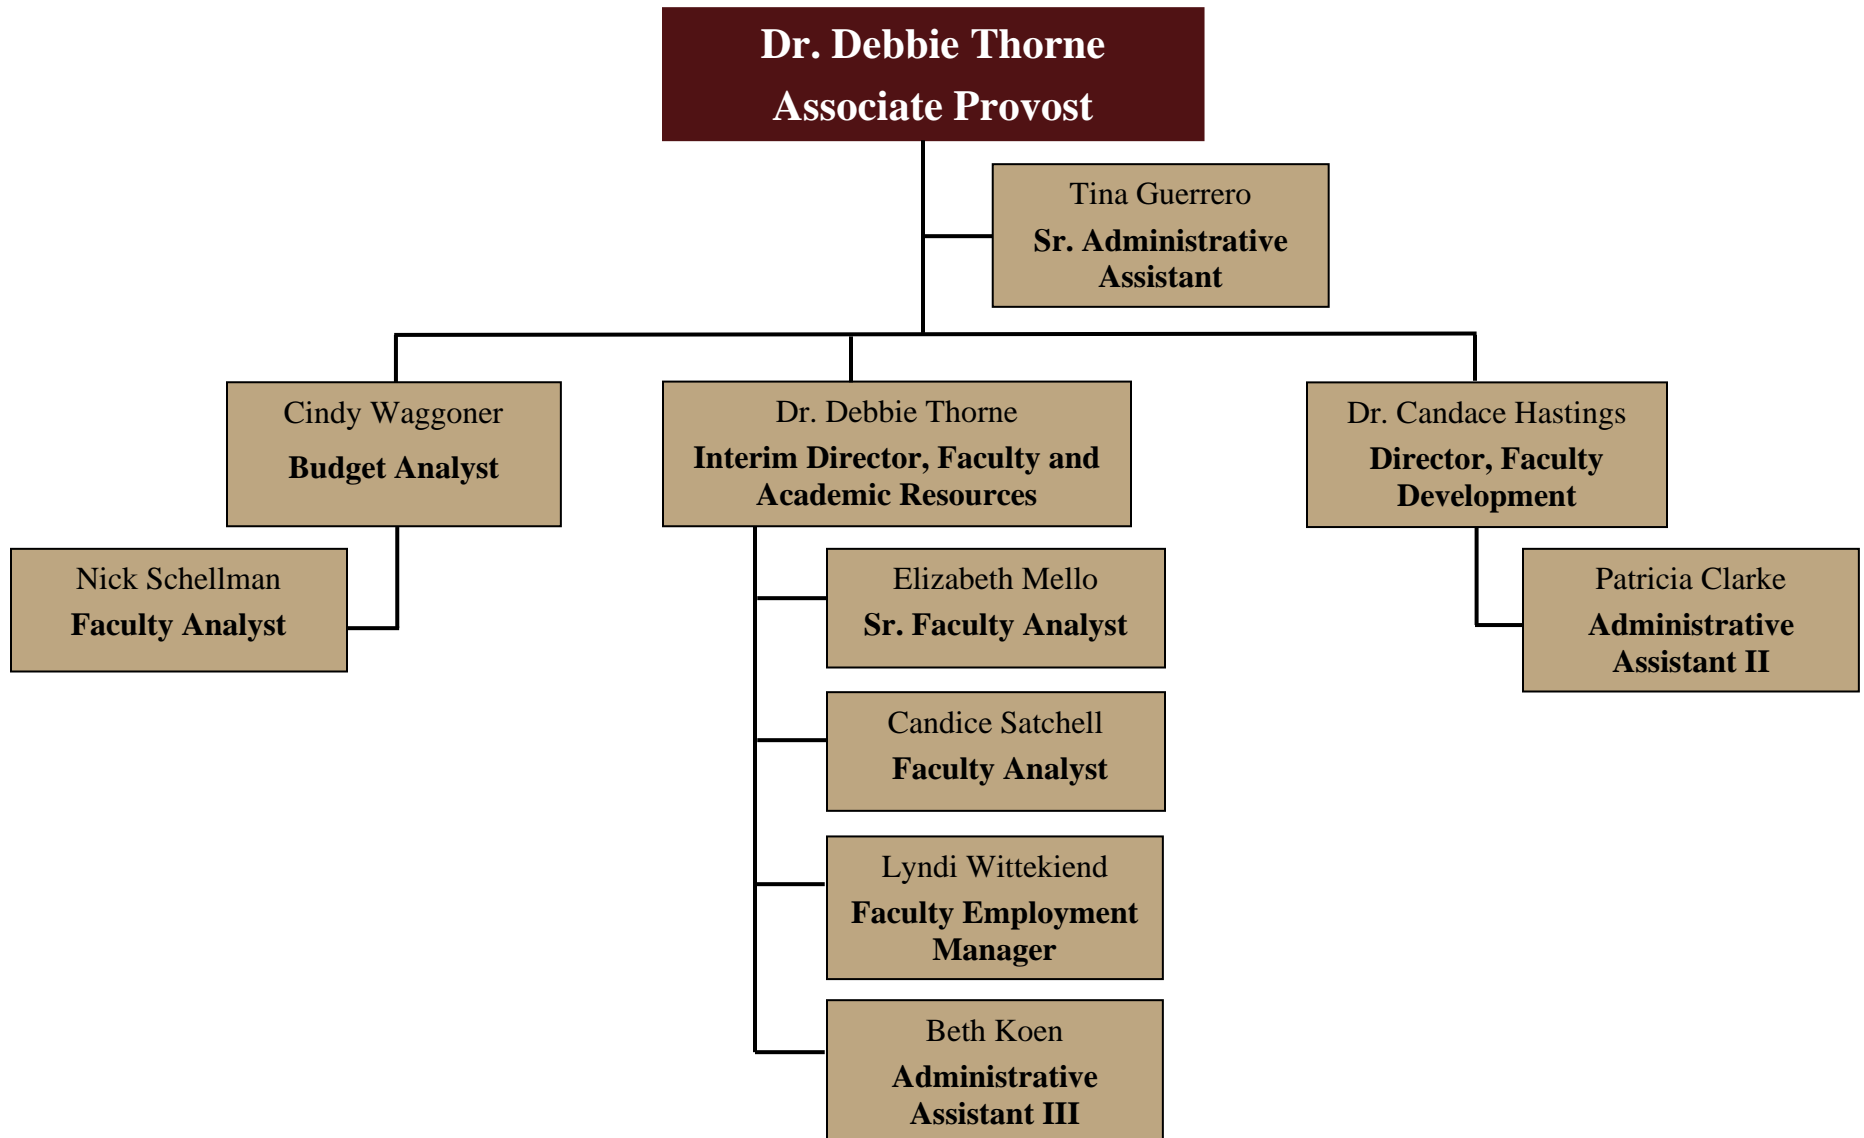 Dr. Debbie Thorne
Associate Provost
Tina Guerrero
Sr. Administrative
Assistant
Cindy Waggoner
Budget Analyst
Dr. Debbie Thorne
Interim Director, Faculty and
Academic Resources
Dr. Candace Hastings
Director, Faculty
Development
Nick Schellman
Faculty Analyst
Elizabeth Mello
Sr. Faculty Analyst
Patricia Clarke
Administrative
Assistant II
Candice Satchell
Faculty Analyst
Lyndi Wittekiend
Faculty Employment
Manager
Beth Koen
Administrative
Assistant III